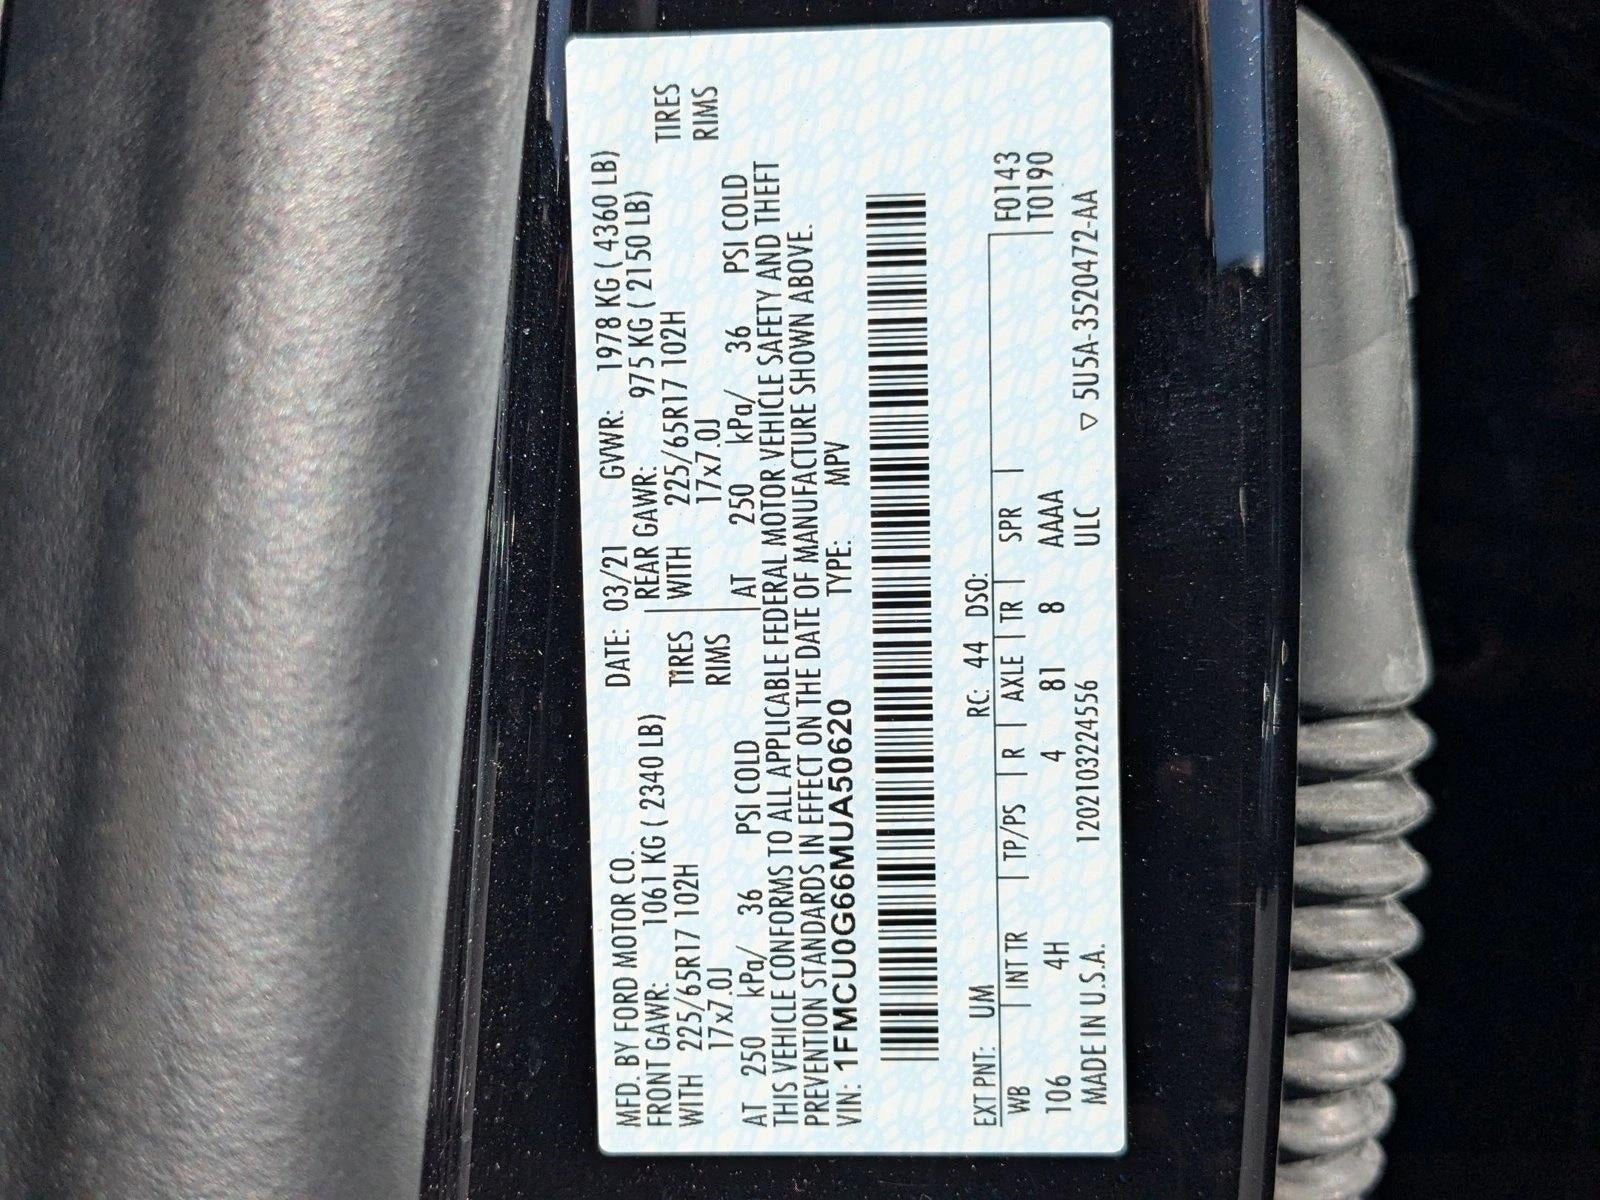 MFD. BY FORD MOTOR CO. DATE: 03/21 GVWR: 1978 KG ( 4360 LB)
FRONT GAWR: 1061 KG ( 2340 LB) REAR GAWR: 975 KG ( 2150 LB)
WITH 225/65R17 102H TIRES WITH 225/65R17 102H TIRES
17x7.0J RIMS 17x7.0J RIMS
AT 250 kPa/ 36 PSI COLD AT 250 kPa/ 36 PSI COLD
THIS VEHICLE CONFORMS TO ALL APPLICABLE FEDERAL MOTOR VEHICLE SAFETY AND THEFT
PREVENTION STANDARDS IN EFFECT ON THE DATE OF MANUFACTURE SHOWN ABOVE.
VIN: 1FMCU0G66MUA50620 TYPE: MPV
EXT PNT: UM RC: 44 DSO:
WB INT TR TP/PS R AXLE TR SPR F0143
106 4H 4 81 8 AAAA T0190
MADE IN U.S.A. 120210322​4556 ULC ▽ 5U5A-3520472-AA